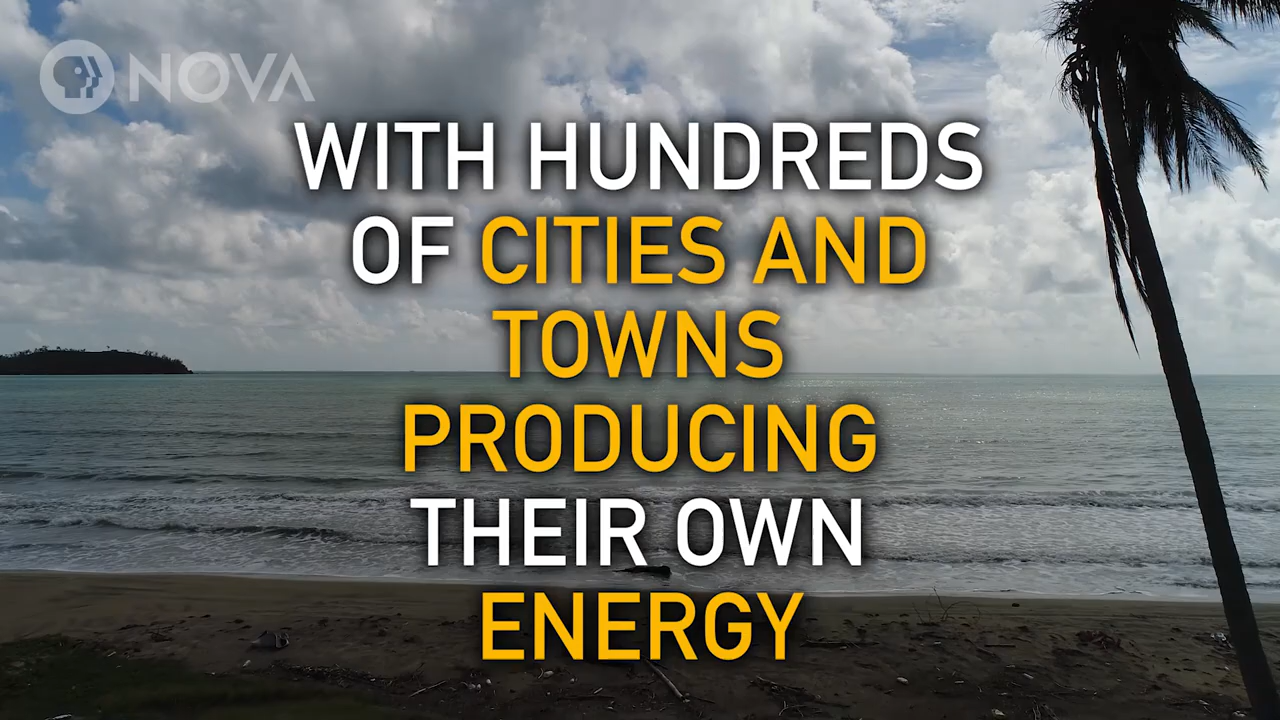 NOVA
WITH HUNDREDS
OF CITIES AND
TOWNS
PRODUCING
THEIR OWN
ENERGY